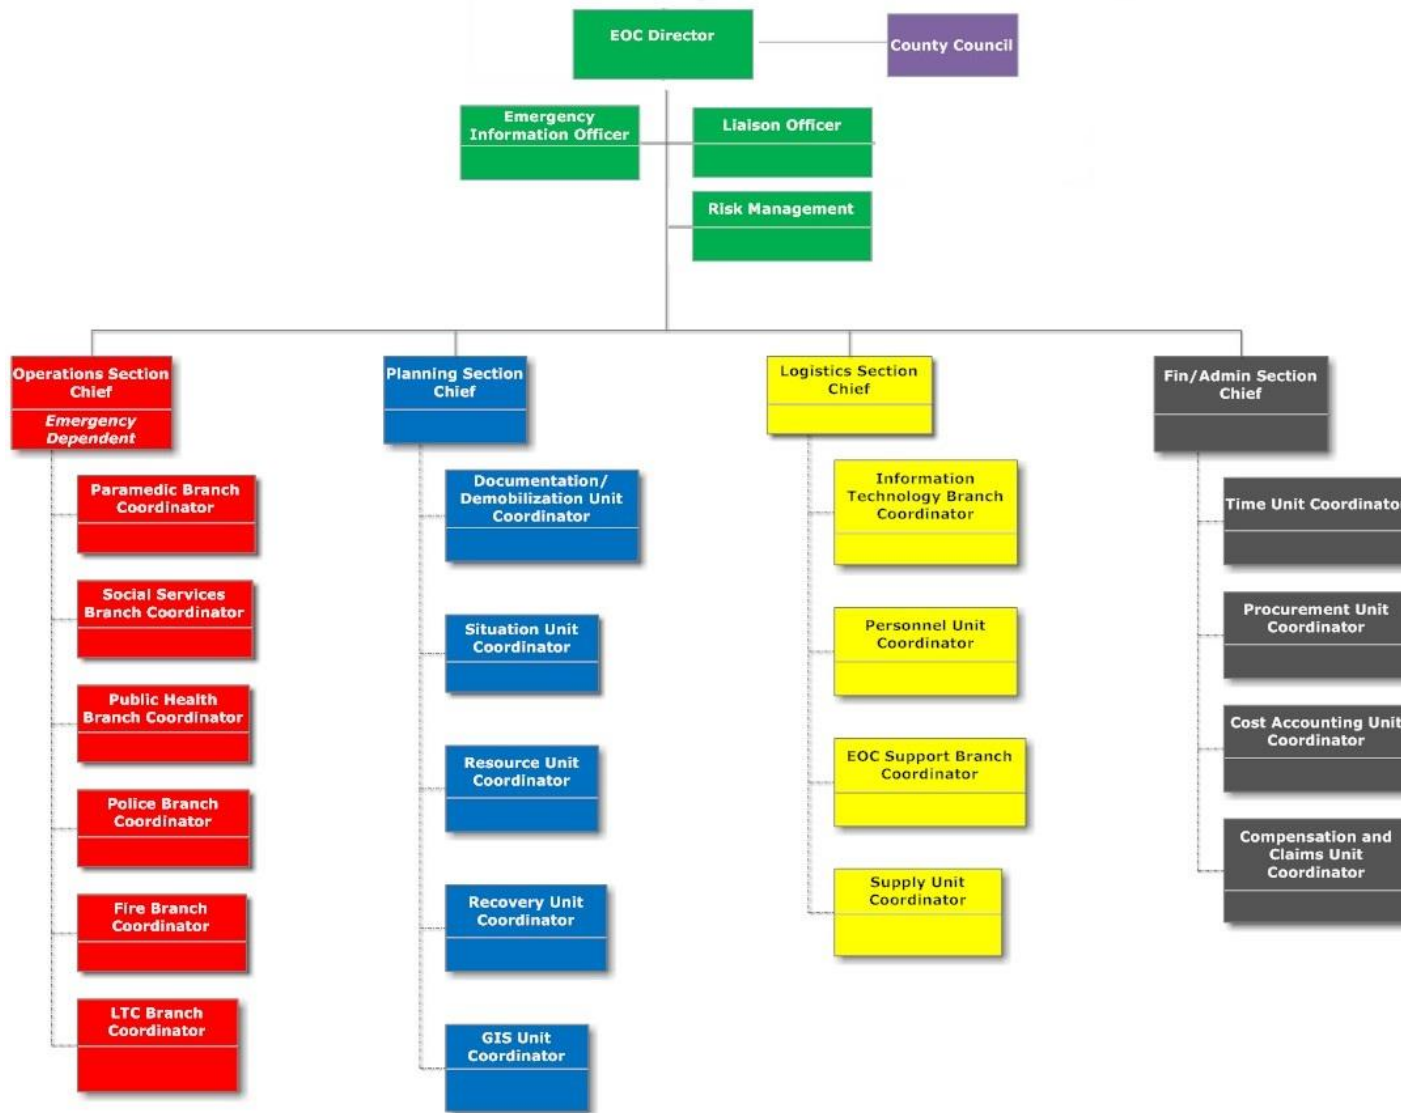 EOC Director
County Council
Emergency
Information Officer
Liaison Officer
Risk Management
Operations Section
Chief
Emergency
Dependent
Paramedic Branch
Coordinator
Social Services
Branch Coordinator
Public Health
Branch Coordinator
Police Branch
Coordinator
Fire Branch
Coordinator
LTC Branch
Coordinator
Planning Section
Chief
Documentation/
Demobilization Unit
Coordinator
Situation Unit
Coordinator
Resource Unit
Coordinator
Recovery Unit
Coordinator
GIS Unit
Coordinator
Logistics Section
Chief
Information
Technology Branch
Coordinator
Personnel Unit
Coordinator
EOC Support Branch
Coordinator
Supply Unit
Coordinator
Fin/Admin Section
Chief
Time Unit Coordinator
Procurement Unit
Coordinator
Cost Accounting Unit
Coordinator
Compensation and
Claims Unit
Coordinator